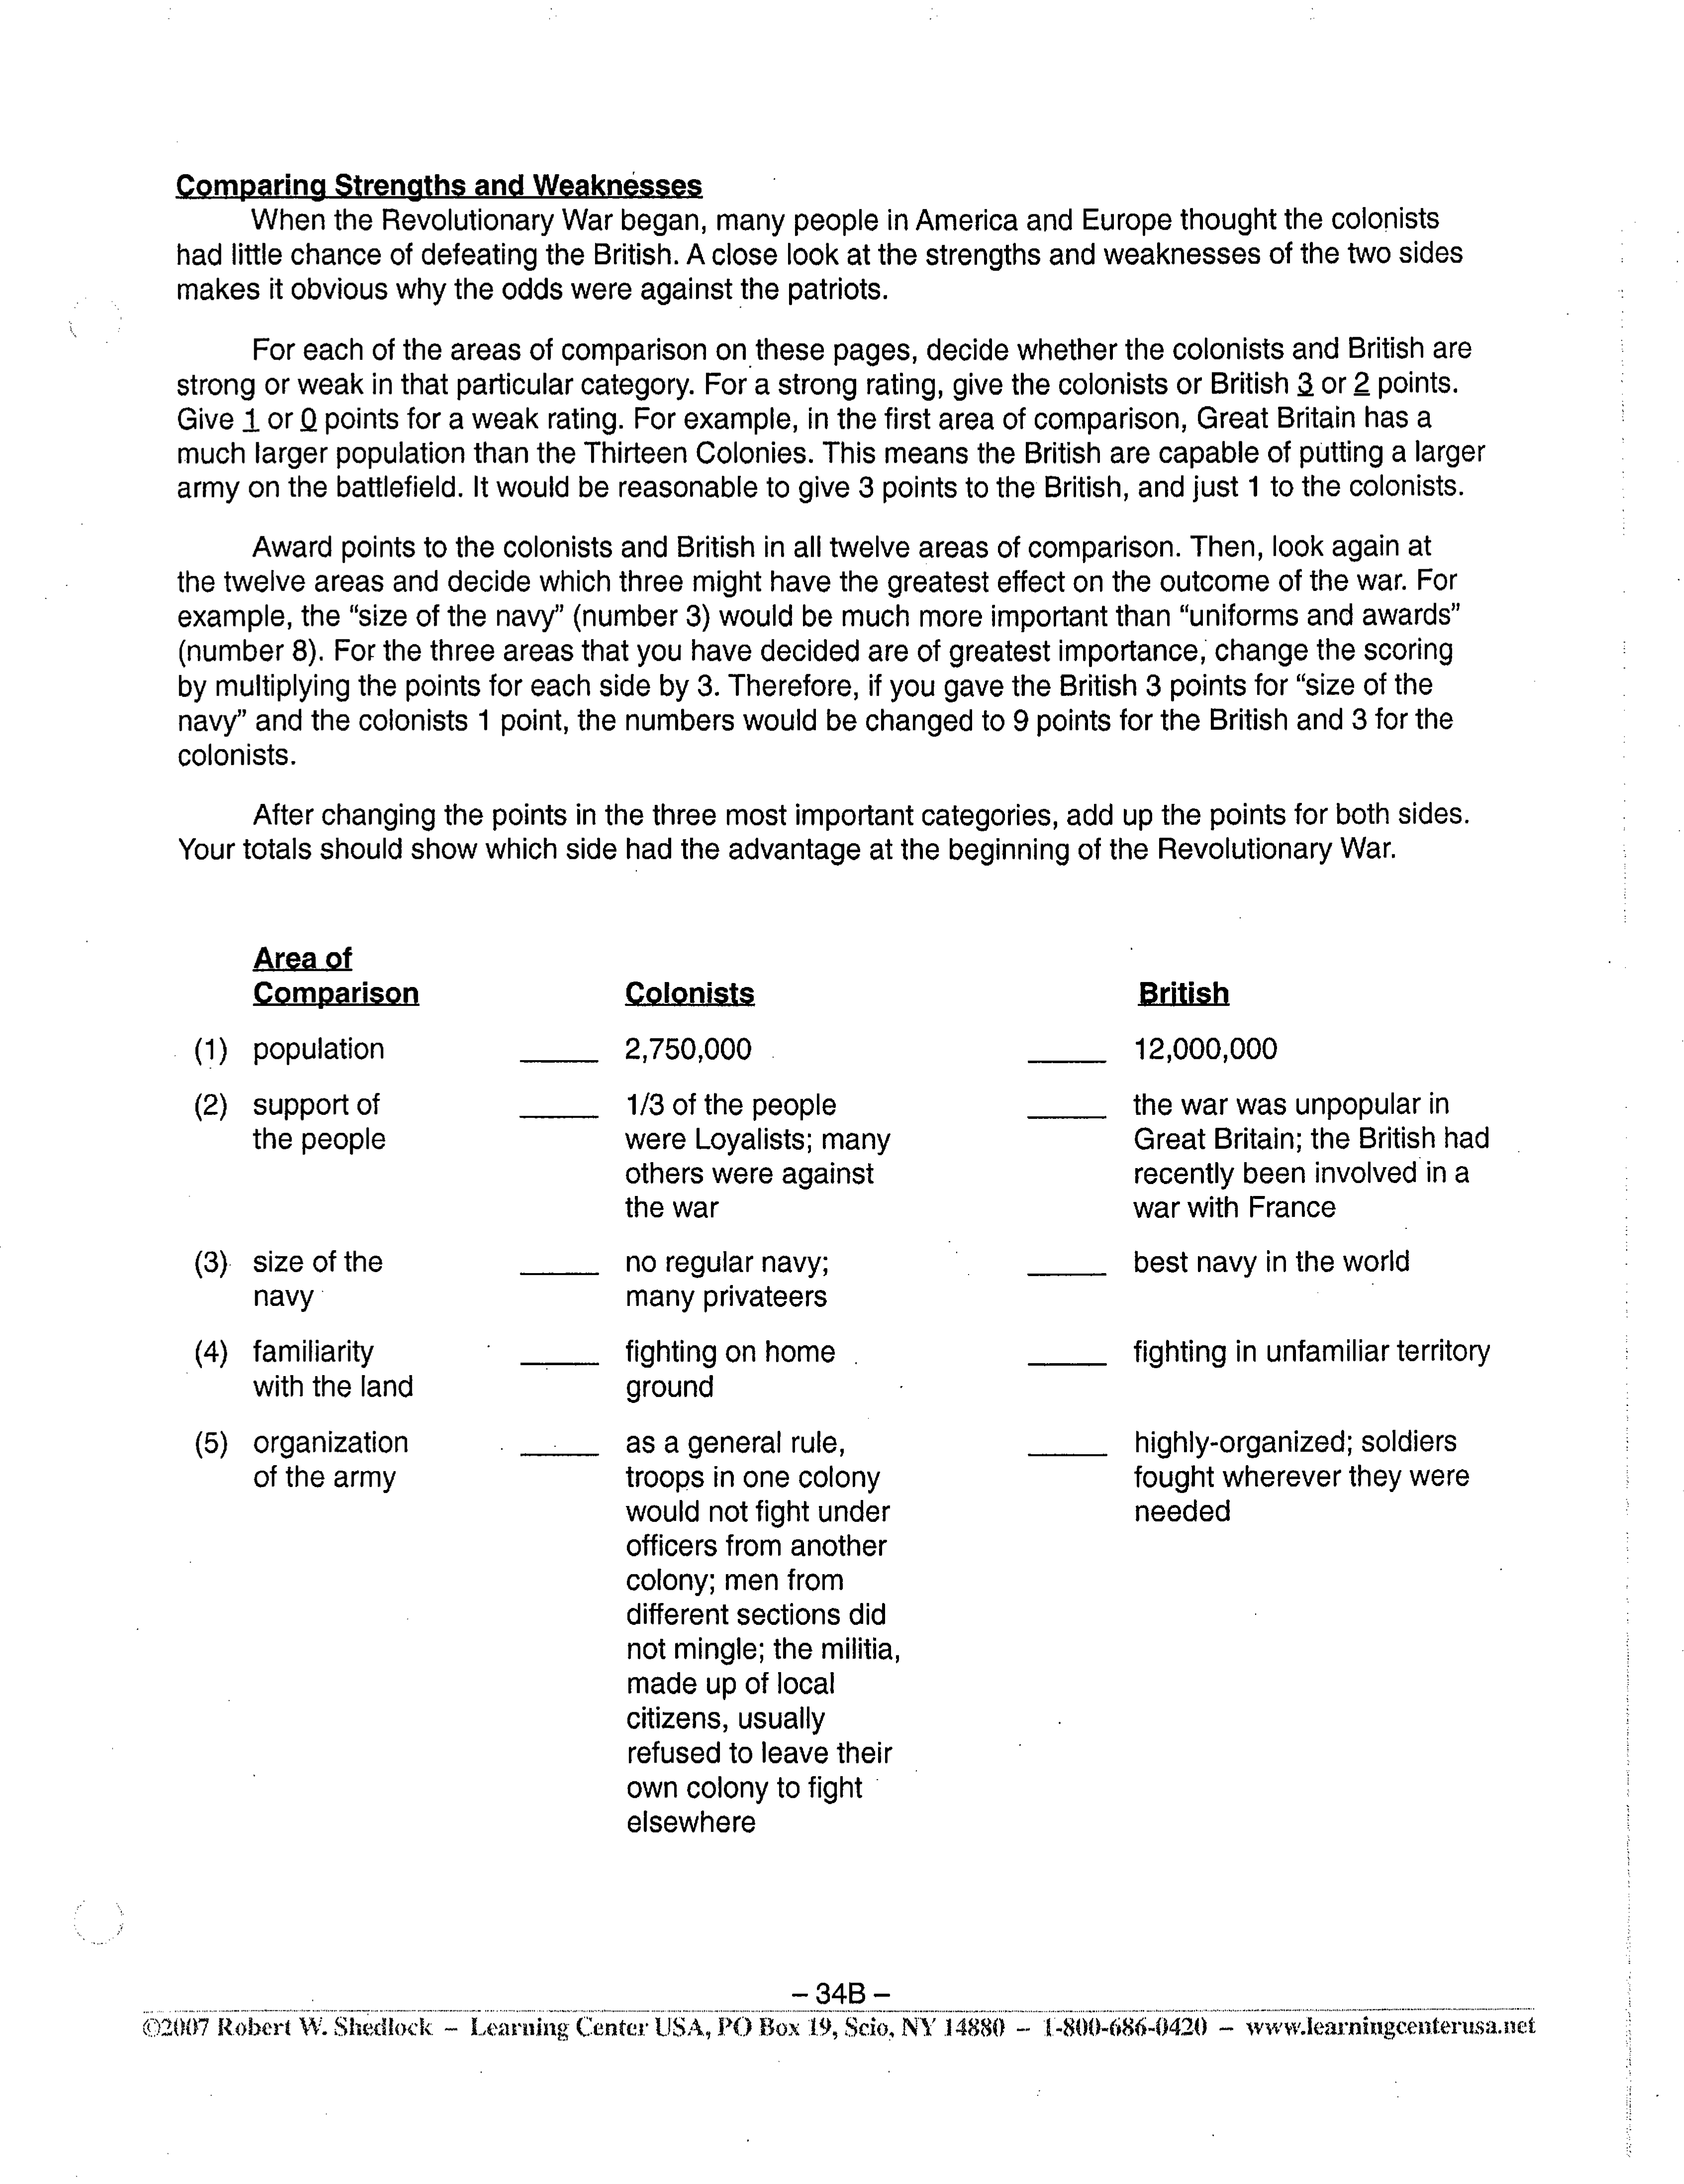 Comparing Strengths and Weaknesses
When the Revolutionary War began, many people in America and Europe thought the colonists
had little chance of defeating the British. A close look at the strengths and weaknesses of the two sides
makes it obvious why the odds were against the patriots.
For each of the areas of comparison on these pages, decide whether the colonists and British are
strong or weak in that particular category. For a strong rating, give the colonists or British 3 or 2 points.
Give 1 or 0 points for a weak rating. For example, in the first area of comparison, Great Britain has a
much larger population than the Thirteen Colonies. This means the British are capable of putting a larger
army on the battlefield. It would be reasonable to give 3 points to the British, and just 1 to the colonists.
Award points to the colonists and British in all twelve areas of comparison. Then, look again at
the twelve areas and decide which three might have the greatest effect on the outcome of the war. For
example, the “size of the navy” (number 3) would be much more important than “uniforms and awards”
(number 8). For the three areas that you have decided are of greatest importance, change the scoring
by multiplying the points for each side by 3. Therefore, if you gave the British 3 points for “size of the
navy” and the colonists 1 point, the numbers would be changed to 9 points for the British and 3 for the
colonists.
After changing the points in the three most important categories, add up the points for both sides.
Your totals should show which side had the advantage at the beginning of the Revolutionary War.
Area of
Comparison Colonists British
(1) population _____ 2,750,000 _____ 12,000,000
(2) support of _____ 1/3 of the people _____ the war was unpopular in
the people were Loyalists; many Great Britain; the British had
others were against recently been involved in a
the war war with France
(3) size of the _____ no regular navy; _____ best navy in the world
navy many privateers
(4) familiarity _____ fighting on home _____ fighting in unfamiliar territory
with the land ground
(5) organization _____ as a general rule, _____ highly-organized; soldiers
of the army troops in one colony fought wherever they were
would not fight under needed
officers from another
colony; men from
different sections did
not mingle; the militia,
made up of local
citizens, usually
refused to leave their
own colony to fight
elsewhere
– 34B –
©2007 Robert W. Shedlock – Learning Center USA, PO Box 19, Scio, NY 14880 – 1-800-686-0420 – www.learningcenterusa.net